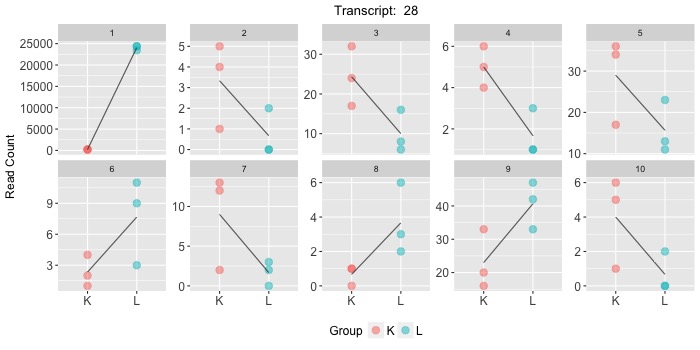 Transcript: 28
1 2 3 4 5
25000 20000 15000 10000 5000 0
5 4 3 2 1 0
30 20 10
6 4 2
30 20 10
Read Count
6 7 8 9 10
9 6 3
10 5 0
6 4 2 0
40 30 20
6 4 2 0
K L K L K L K L K L
Group K L